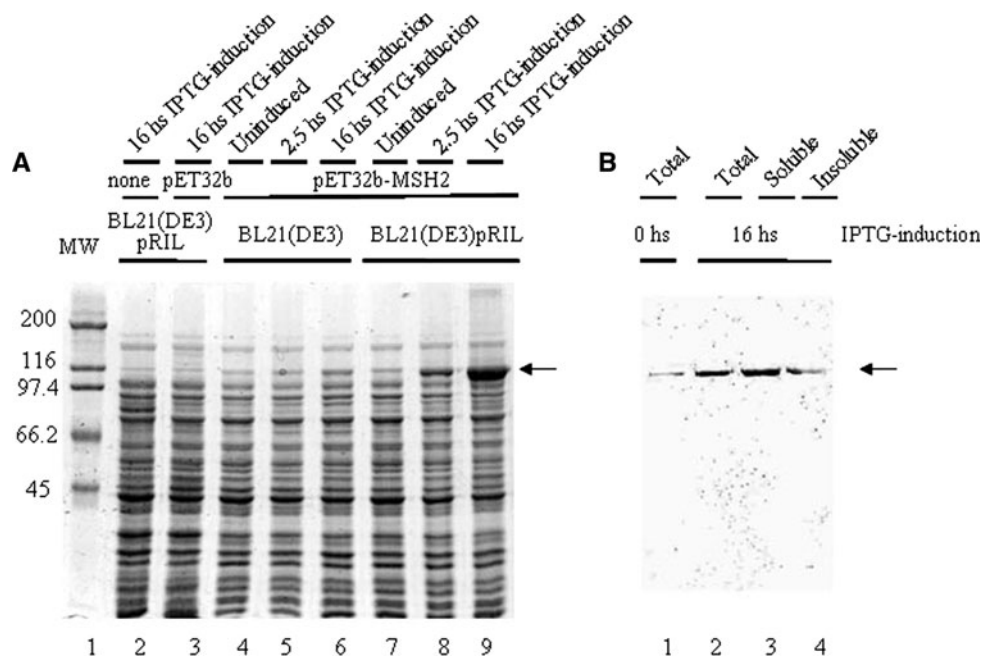 A
16 hs IPTG-induction
16 hs IPTG-induction
Uninduced
2.5 hs IPTG-induction
16 hs IPTG-induction
Uninduced
2.5 hs IPTG-induction
16 hs IPTG-induction
none pET32b pET32b-MSH2
BL21(DE3) pRIL
BL21(DE3)
BL21(DE3)pRIL
MW
200
116
97.4
66.2
45
1 2 3 4 5 6 7 8 9
B
Total
Total
Soluble
Insoluble
0 hs 16 hs IPTG-induction
1 2 3 4